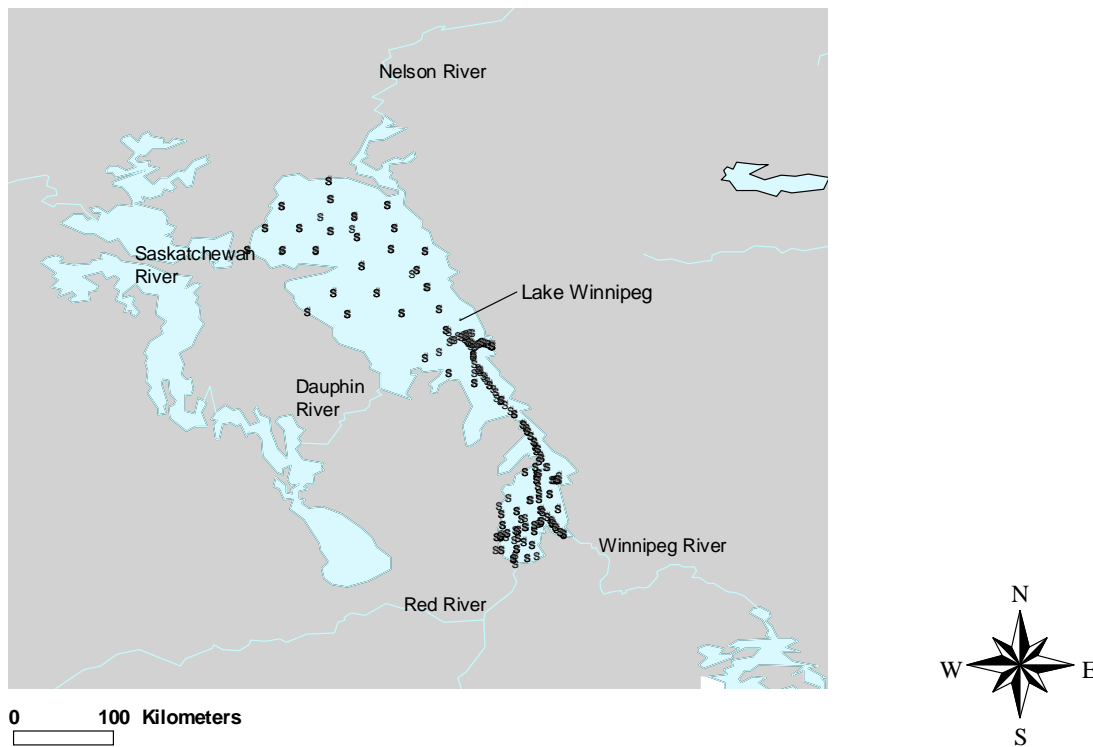 Nelson River
Saskatchewan
River
Lake Winnipeg
Dauphin
River
Winnipeg River
Red River
N
W
E
S
0 100 Kilometers